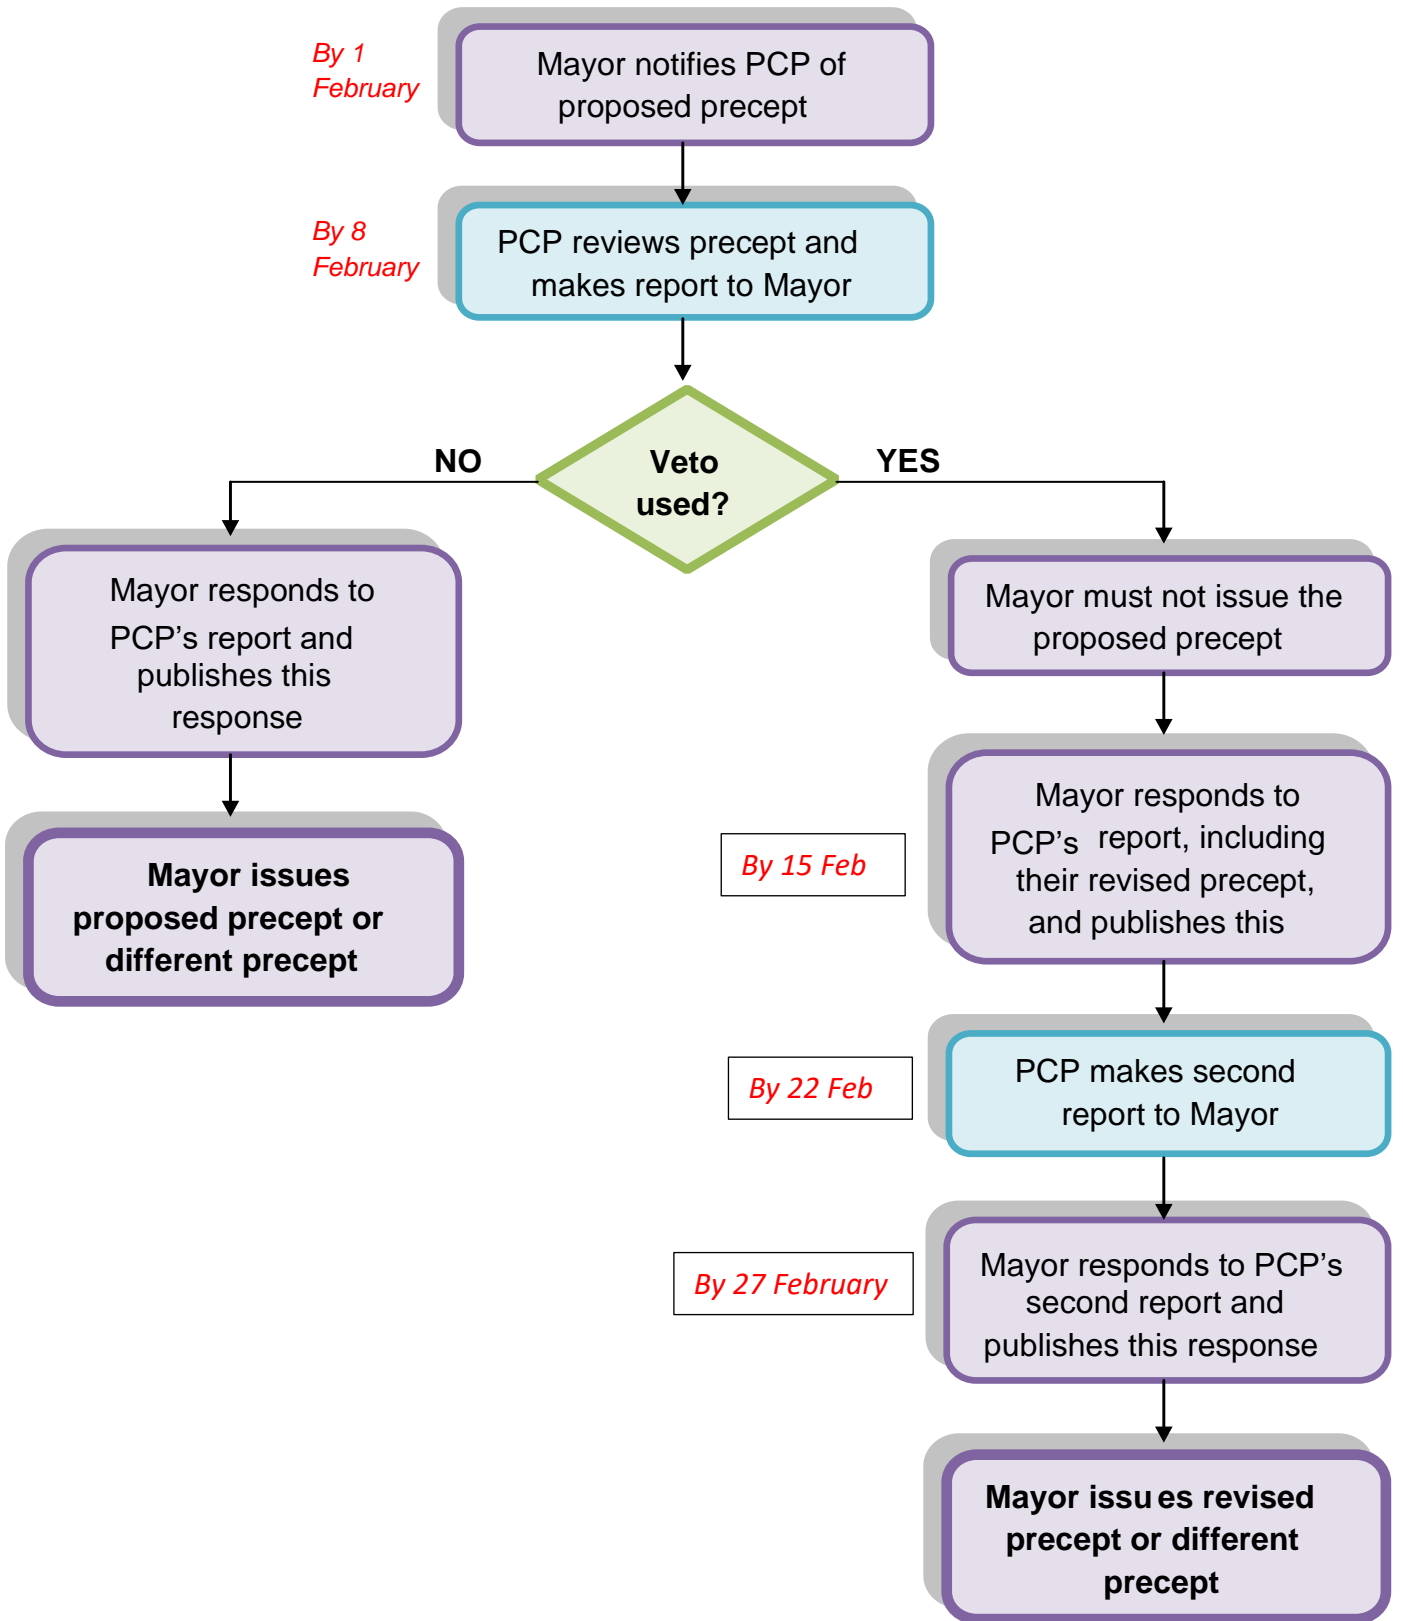 By 1
February
Mayor notifies PCP of
proposed precept
By 8
February
PCP reviews precept and
makes report to Mayor
Veto
used?
NO
YES
Mayor responds to
PCP’s report and
publishes this
response
Mayor issues
proposed precept or
different precept
Mayor must not issue the
proposed precept
By 15 Feb
Mayor responds to
PCP’s report, including
their revised precept,
and publishes this
By 22 Feb
PCP makes second
report to Mayor
By 27 February
Mayor responds to PCP’s
second report and
publishes this response
Mayor issues revised
precept or different
precept